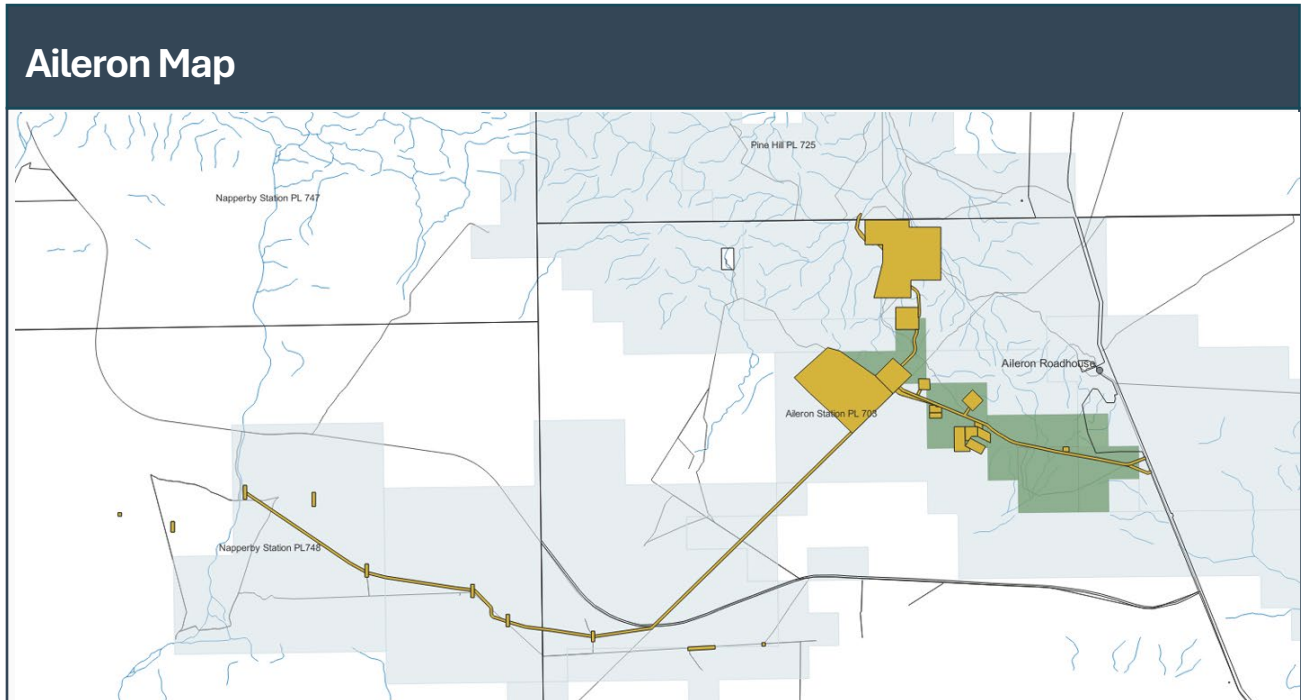 Aileron Map
Pine Hill PL 725
Napperby Station PL 747
Aileron Roadhouse
Aileron Station PL 703
Napperby Station PL748